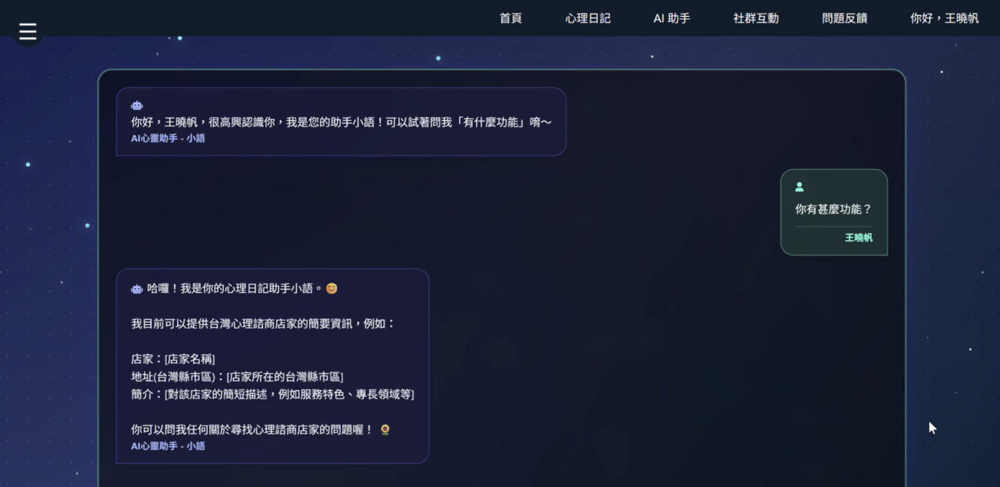 首頁 心理日記 AI 助手 社群互動 問題反饋 你好，王曉帆
你好，王曉帆，很高興認識你，我是您的助手小語！可以試著問我「有什麼功能」唷～
AI心靈助手 - 小語
你有甚麼功能？
王曉帆
哈囉！我是你的心理日記助手小語。😊
我目前可以提供台灣心理諮商店家的簡要資訊，例如：
店家：[店家名稱]
地址(台灣縣市區)：[店家所在的台灣縣市區]
簡介：[對該店家的簡短描述，例如服務特色、專長領域等]
你可以問我任何關於尋找心理諮商店家的問題喔！ 🌻
AI心靈助手 - 小語